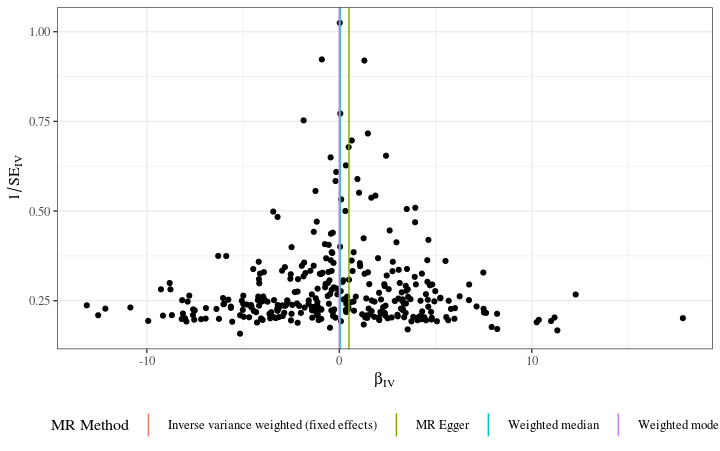 1.00
0.75
0.50
0.25
1/SE_IV
-10 0 10
β_IV
MR Method Inverse variance weighted (fixed effects) MR Egger Weighted median Weighted mode